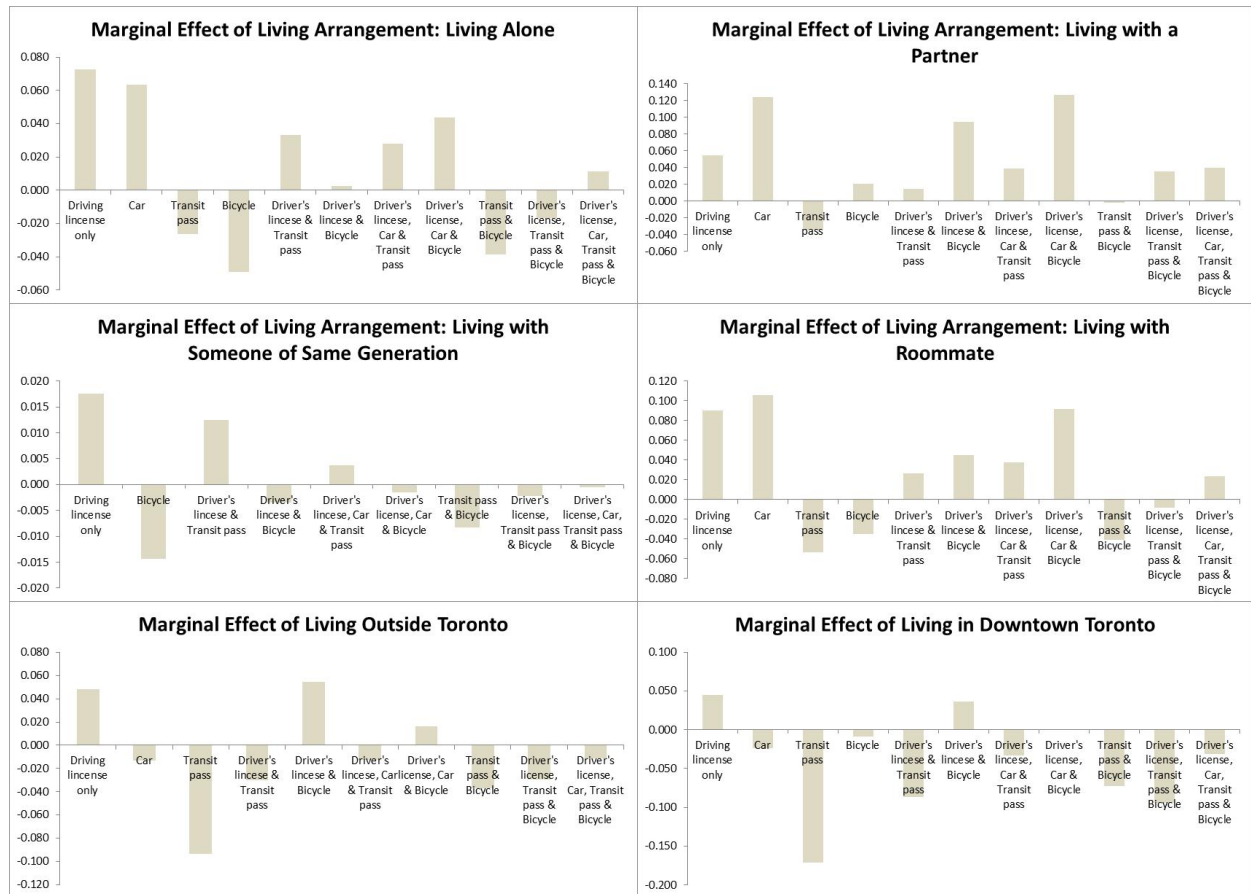 Marginal Effect of Living Arrangement: Living Alone
0.080
0.060
0.040
0.020
0.000
-0.020
-0.040
-0.060
Driving
lincense
only
Car
Transit
pass
Bicycle
Driver's
lincese &
Transit
pass
Driver's
lincese &
Bicycle
Driver's
lincese,
Car &
Transit
pass
Driver's
license,
Car &
Bicycle
Transit
pass &
Bicycle
Driver's
license,
Transit
pass &
Bicycle
Driver's
license,
Car,
Transit
pass &
Bicycle
Marginal Effect of Living Arrangement: Living with a
Partner
0.140
0.120
0.100
0.080
0.060
0.040
0.020
0.000
-0.020
-0.040
-0.060
Driving
lincense
only
Car
Transit
pass
Bicycle
Driver's
lincese &
Transit
pass
Driver's
lincese &
Bicycle
Driver's
lincese,
Car &
Transit
pass
Driver's
license,
Car &
Bicycle
Transit
pass &
Bicycle
Driver's
license,
Transit
pass &
Bicycle
Driver's
license,
Car,
Transit
pass &
Bicycle
Marginal Effect of Living Arrangement: Living with
Someone of Same Generation
0.020
0.015
0.010
0.005
0.000
-0.005
-0.010
-0.015
-0.020
Driving
lincense
only
Bicycle
Driver's
lincese &
Transit pass
Driver's
lincese &
Bicycle
Driver's
lincese, Car
& Transit
pass
Driver's
license, Car
& Bicycle
Transit pass
& Bicycle
Driver's
license,
Transit pass
& Bicycle
Driver's
license, Car,
Transit pass
& Bicycle
Marginal Effect of Living Arrangement: Living with
Roommate
0.120
0.100
0.080
0.060
0.040
0.020
0.000
-0.020
-0.040
-0.060
-0.080
Driving
lincense
only
Car
Transit
pass
Bicycle
Driver's
lincese &
Transit
pass
Driver's
lincese &
Bicycle
Driver's
lincese,
Car &
Transit
pass
Driver's
license,
Car &
Bicycle
Transit
pass &
Bicycle
Driver's
license,
Transit
pass &
Bicycle
Driver's
license,
Car,
Transit
pass &
Bicycle
Marginal Effect of Living Outside Toronto
0.080
0.060
0.040
0.020
0.000
-0.020
-0.040
-0.060
-0.080
-0.100
-0.120
Driving
lincense
only
Car
Transit
pass
Driver's
lincese &
Transit
pass
Driver's
lincese &
Bicycle
Driver's
lincese, Car
& Transit
pass
Driver's
license, Car
& Bicycle
Transit
pass &
Bicycle
Driver's
license,
Transit
pass &
Bicycle
Driver's
license,
Car, Transit
pass &
Bicycle
Marginal Effect of Living in Downtown Toronto
0.100
0.050
0.000
-0.050
-0.100
-0.150
-0.200
Driving
lincense
only
Car
Transit
pass
Bicycle
Driver's
lincese &
Transit
pass
Driver's
lincese &
Bicycle
Driver's
lincese,
Car &
Transit
pass
Driver's
license,
Car &
Bicycle
Transit
pass &
Bicycle
Driver's
license,
Transit
pass &
Bicycle
Driver's
license,
Car,
Transit
pass &
Bicycle